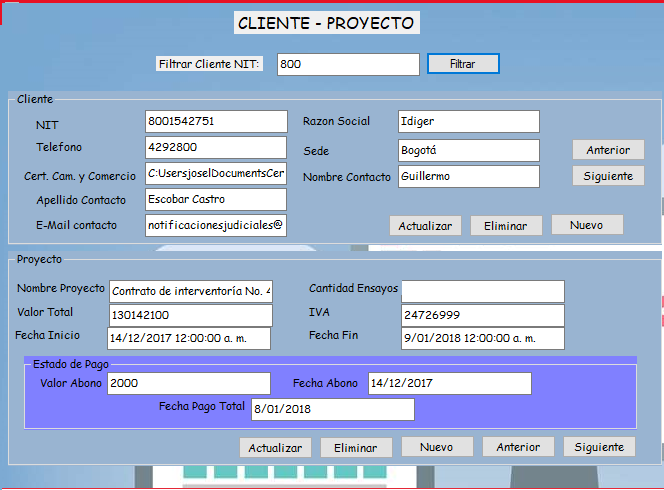 CLIENTE - PROYECTO
Filtrar Cliente NIT: 800 Filtrar
Cliente
NIT 8001542751 Razon Social Idiger
Telefono 4292800 Sede Bogotá Anterior
Cert. Cam. y Comercio C:UsersjoselDocumentsCer Nombre Contacto Guillermo Siguiente
Apellido Contacto Escobar Castro
E-Mail contacto notificacionesjudiciales@ Actualizar Eliminar Nuevo
Proyecto
Nombre Proyecto Contrato de interventoría No. 4 Cantidad Ensayos
Valor Total 130142100 IVA 24726999
Fecha Inicio 14/12/2017 12:00:00 a. m. Fecha Fin 9/01/2018 12:00:00 a. m.
Estado de Pago
Valor Abono 2000 Fecha Abono 14/12/2017
Fecha Pago Total 8/01/2018
Actualizar Eliminar Nuevo Anterior Siguiente